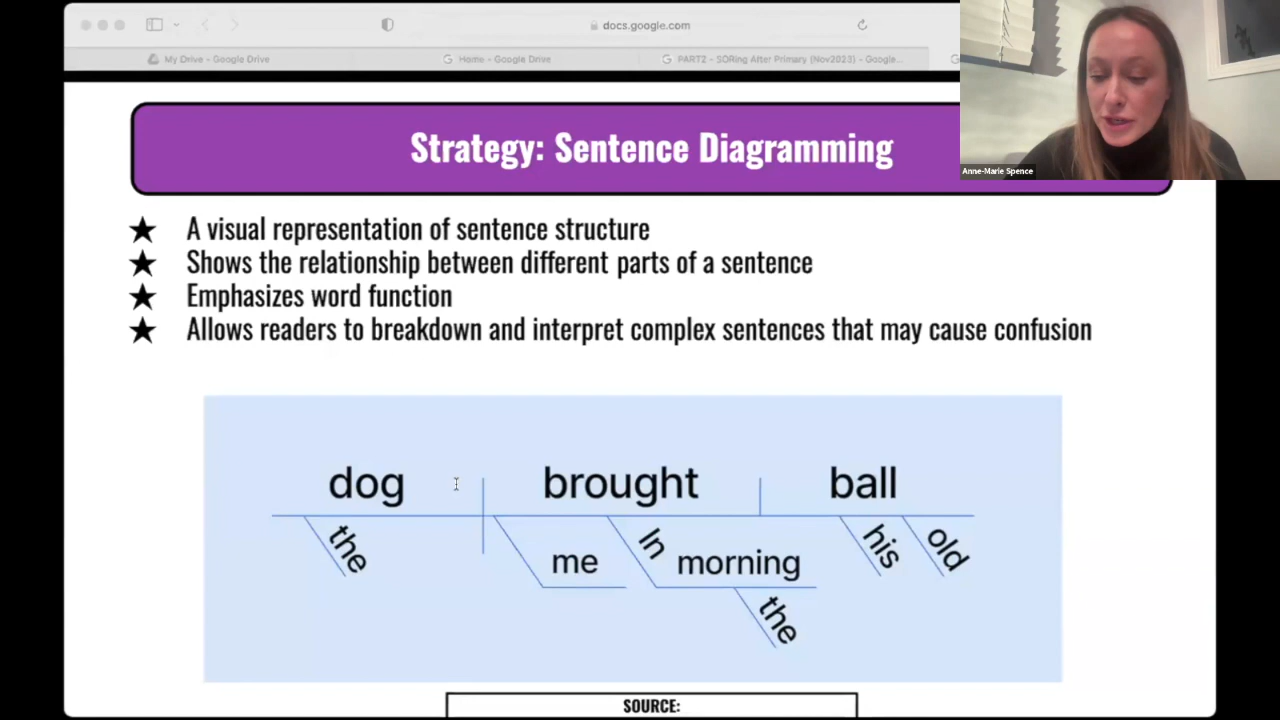 docs.google.com
My Drive - Google Drive
Home - Google Drive
PART2 - SORing After Primary (Nov2023) - Google...
Anne-Marie Spence
Strategy: Sentence Diagramming
★ A visual representation of sentence structure
★ Shows the relationship between different parts of a sentence
★ Emphasizes word function
★ Allows readers to breakdown and interpret complex sentences that may cause confusion
dog brought ball
the me In morning his old
the
SOURCE: